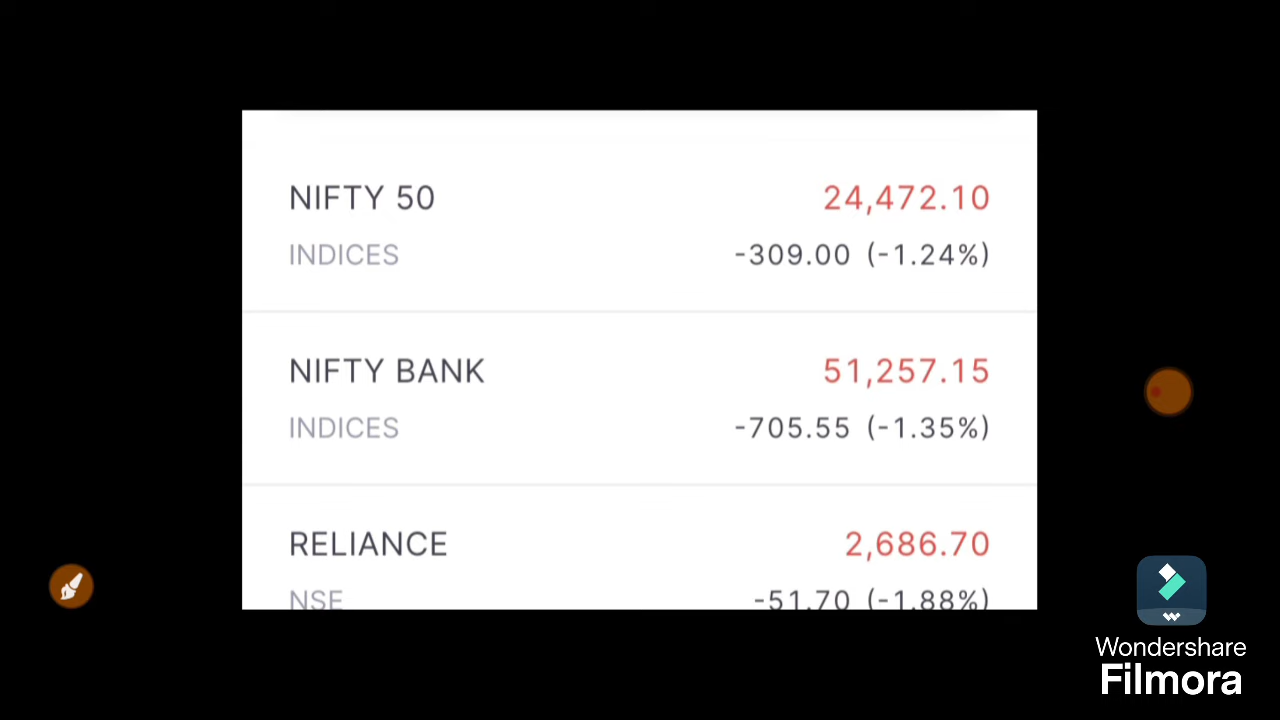 NIFTY 50
24,472.10
INDICES
-309.00 (-1.24%)
NIFTY BANK
51,257.15
INDICES
-705.55 (-1.35%)
RELIANCE
2,686.70
NSE
-51.70 (-1.88%)
Wondershare
Filmora